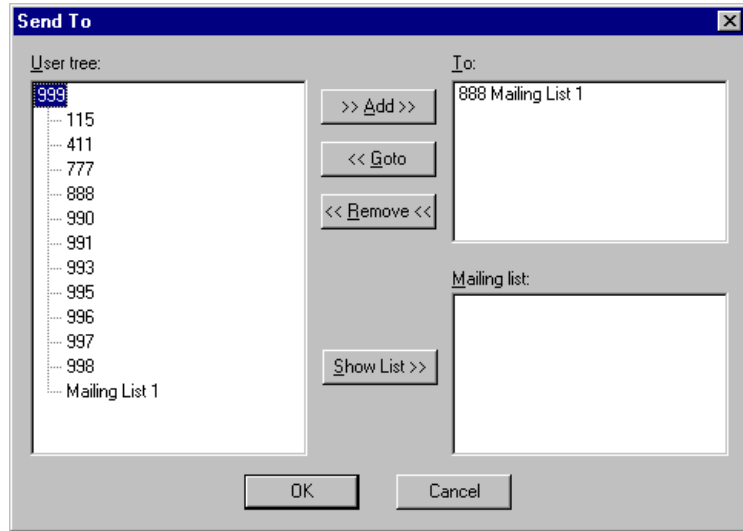 Send To
User tree:
999
115
411
777
888
990
991
993
995
996
997
998
Mailing List 1
>> Add >>
<< Goto
<< Remove <<
Show List >>
To:
888 Mailing List 1
Mailing list:
OK
Cancel